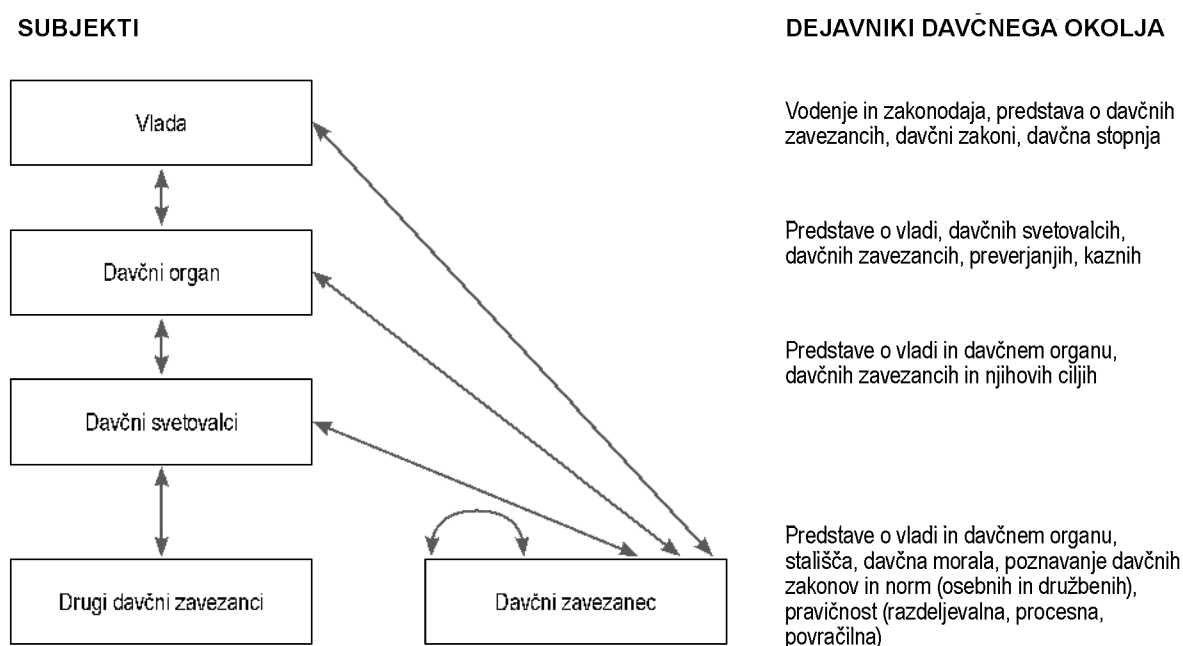 SUBJEKTI
DEJAVNIKI DAVČNEGA OKOLJA
Vlada
Vodenje in zakonodaja, predstava o davčnih
zavezancih, davčni zakoni, davčna stopnja
Davčni organ
Predstave o vladi, davčnih svetovalcih,
davčnih zavezancih, preverjanjih, kaznih
Davčni svetovalci
Predstave o vladi in davčnem organu,
davčnih zavezancih in njihovih ciljih
Drugi davčni zavezanci
Davčni zavezanec
Predstave o vladi in davčnem organu,
stališča, davčna morala, poznavanje davčnih
zakonov in norm (osebnih in družbenih),
pravičnost (razdeljevalna, procesna,
povračilna)